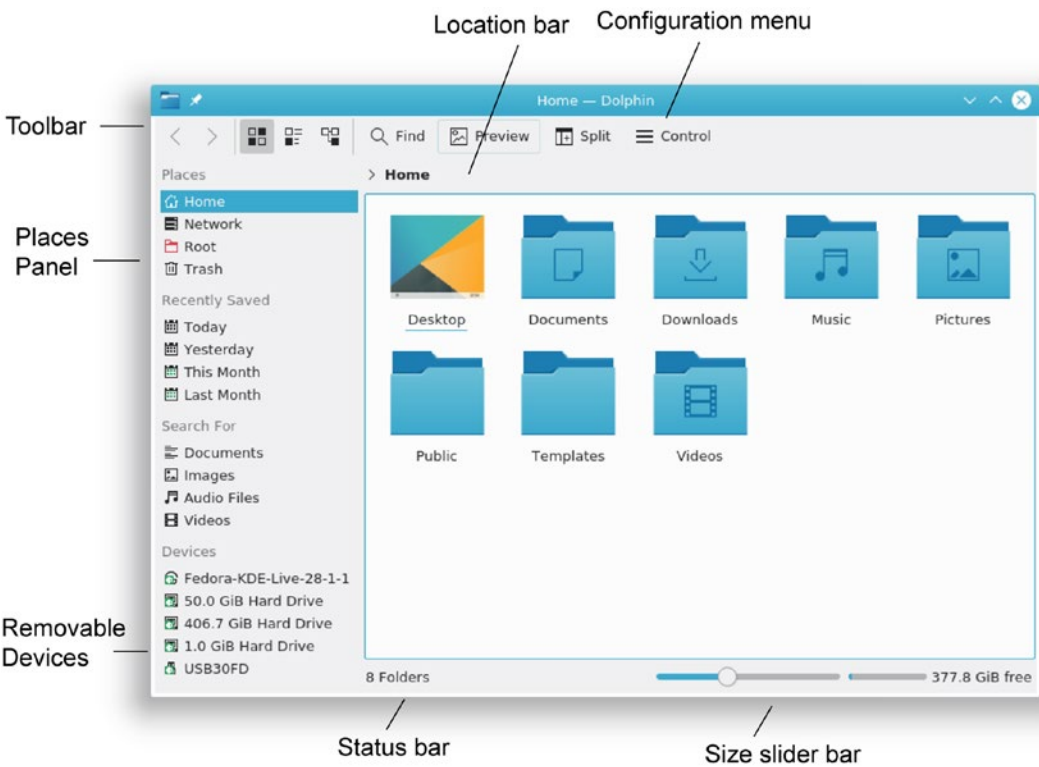 Location bar
Configuration menu
Toolbar
Home — Dolphin
Find
Preview
Split
Control
Places
> Home
Places
Panel
Home
Network
Root
Trash
Recently Saved
Today
Yesterday
This Month
Last Month
Search For
Documents
Images
Audio Files
Videos
Devices
Fedora-KDE-Live-28-1-1
50.0 GiB Hard Drive
406.7 GiB Hard Drive
1.0 GiB Hard Drive
USB30FD
Removable
Devices
Desktop
Documents
Downloads
Music
Pictures
Public
Templates
Videos
8 Folders
377.8 GiB free
Status bar
Size slider bar